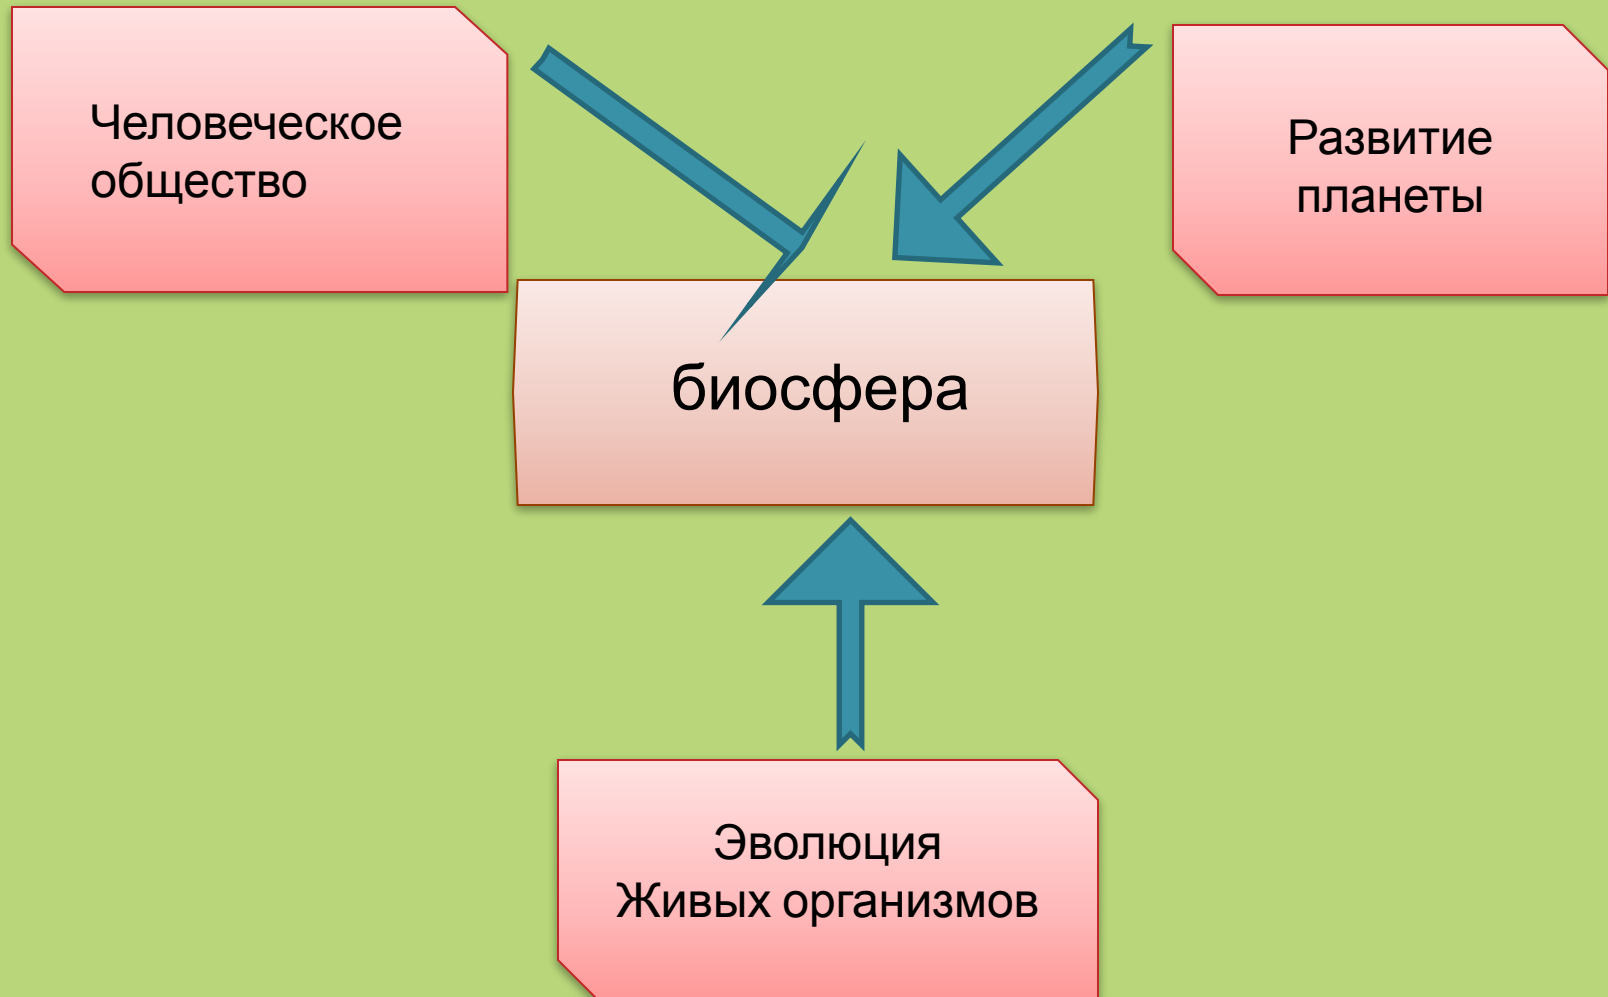 Человеческое
общество
Развитие
планеты
биосфера
Эволюция
Живых организмов